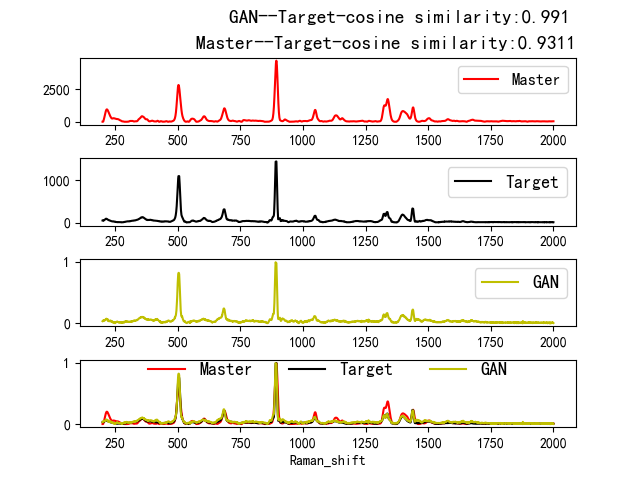 GAN--Target-cosine similarity:0.991
Master--Target-cosine similarity:0.9311
2500
0
Master
250 500 750 1000 1250 1500 1750 2000
1000
0
Target
250 500 750 1000 1250 1500 1750 2000
1
0
GAN
250 500 750 1000 1250 1500 1750 2000
1
0
Master Target GAN
250 500 750 1000 1250 1500 1750 2000
Raman_shift